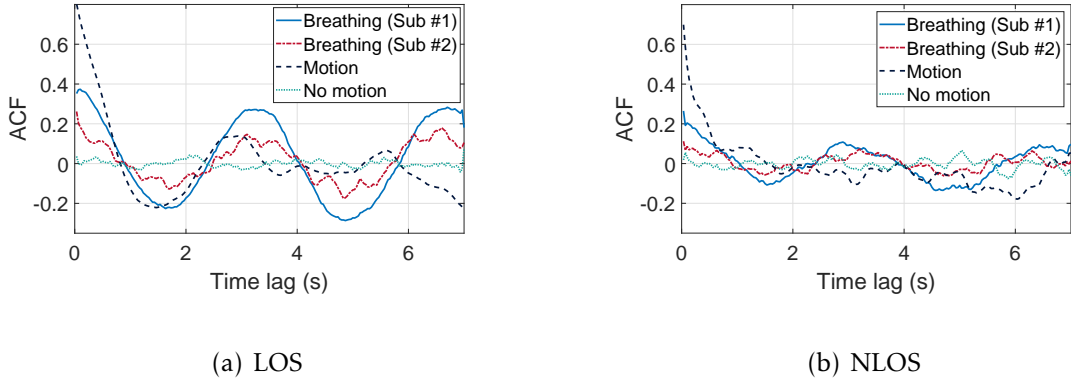 Breathing (Sub #1)
Breathing (Sub #2)
Motion
No motion
ACF
0.6
0.4
0.2
0
-0.2
0 2 4 6
Time lag (s)
(a) LOS
Breathing (Sub #1)
Breathing (Sub #2)
Motion
No motion
ACF
0.6
0.4
0.2
0
-0.2
0 2 4 6
Time lag (s)
(b) NLOS